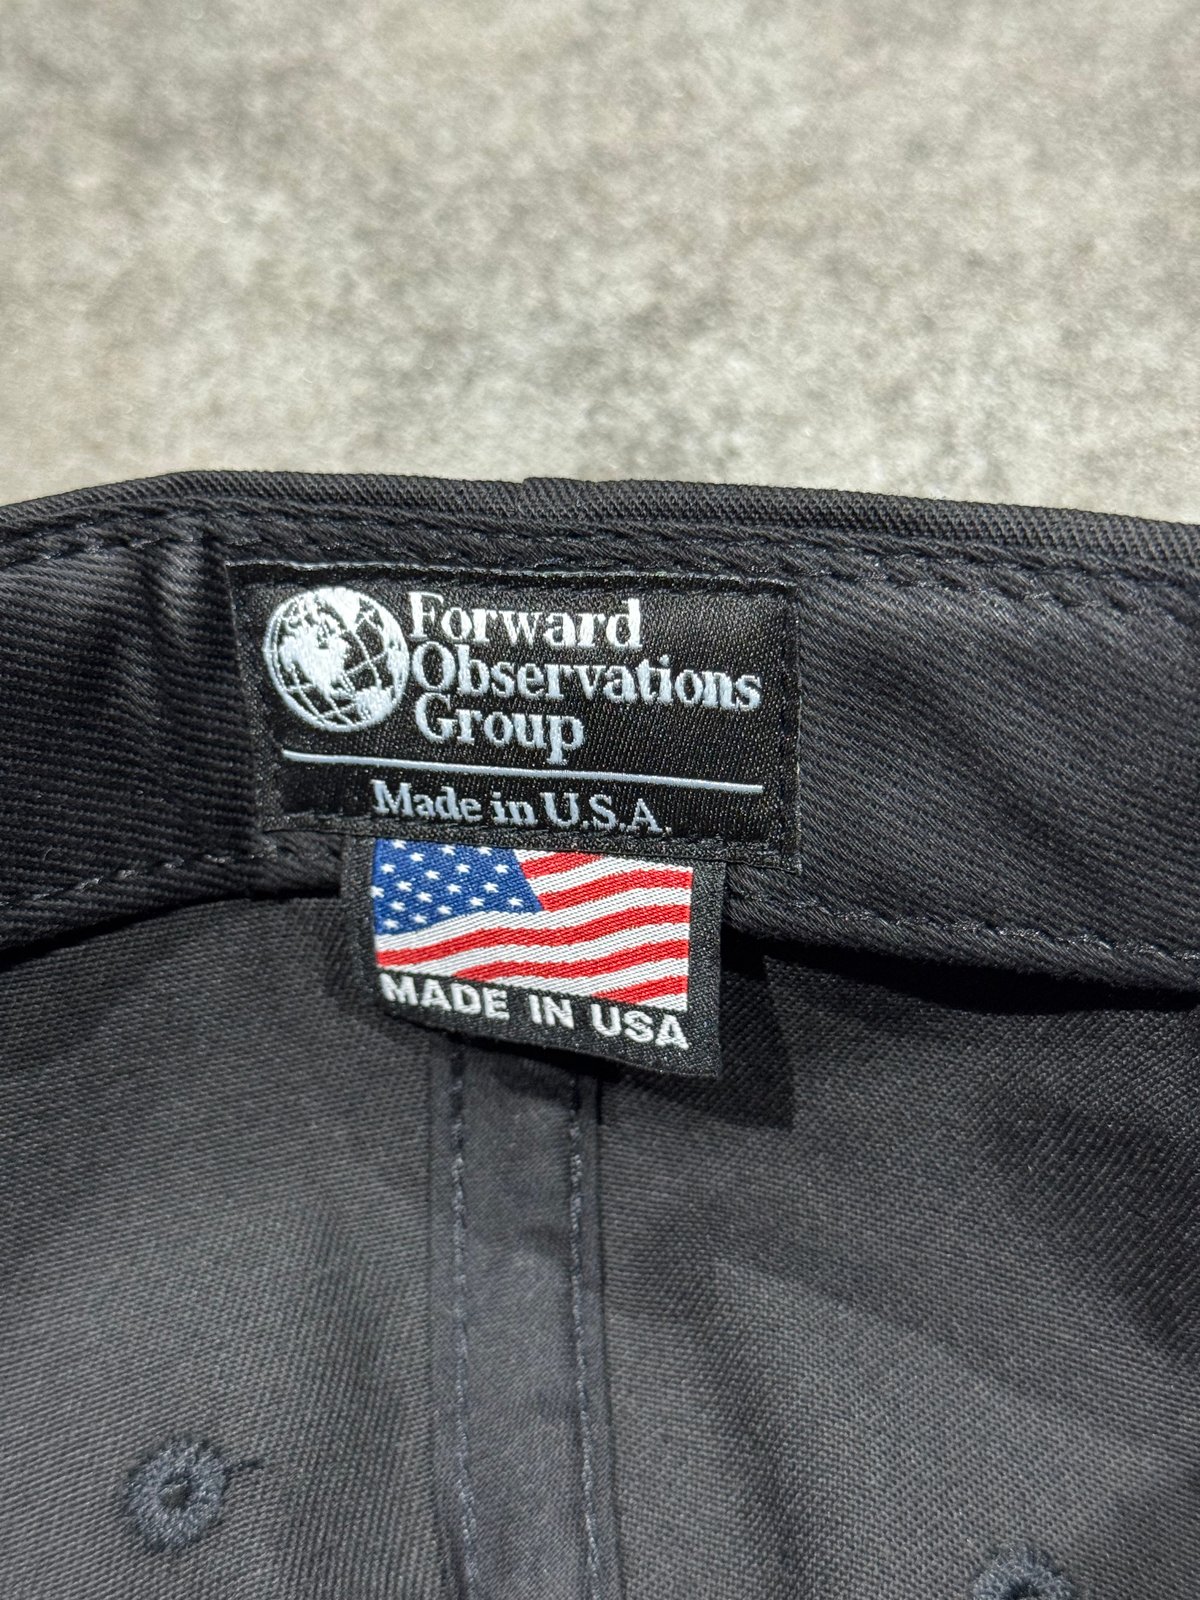 Forward
Observations
Group
Made in U.S.A.
MADE IN USA